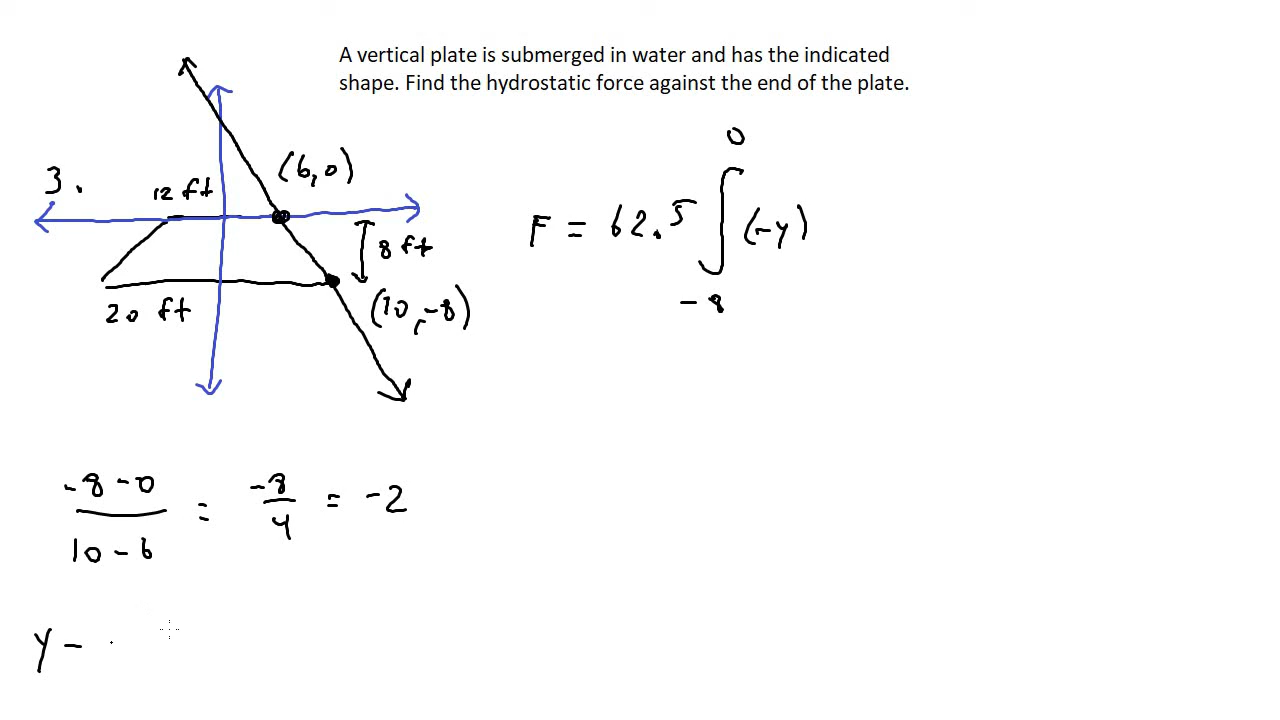 A vertical plate is submerged in water and has the indicated
shape. Find the hydrostatic force against the end of the plate.
3.
12 ft
(6,0)
8 ft
20 ft
(10,-8)
F = 62.5 ∫_{-8}^{0} (-y)
\frac{-8-0}{10-6} = \frac{-8}{4} = -2
y -